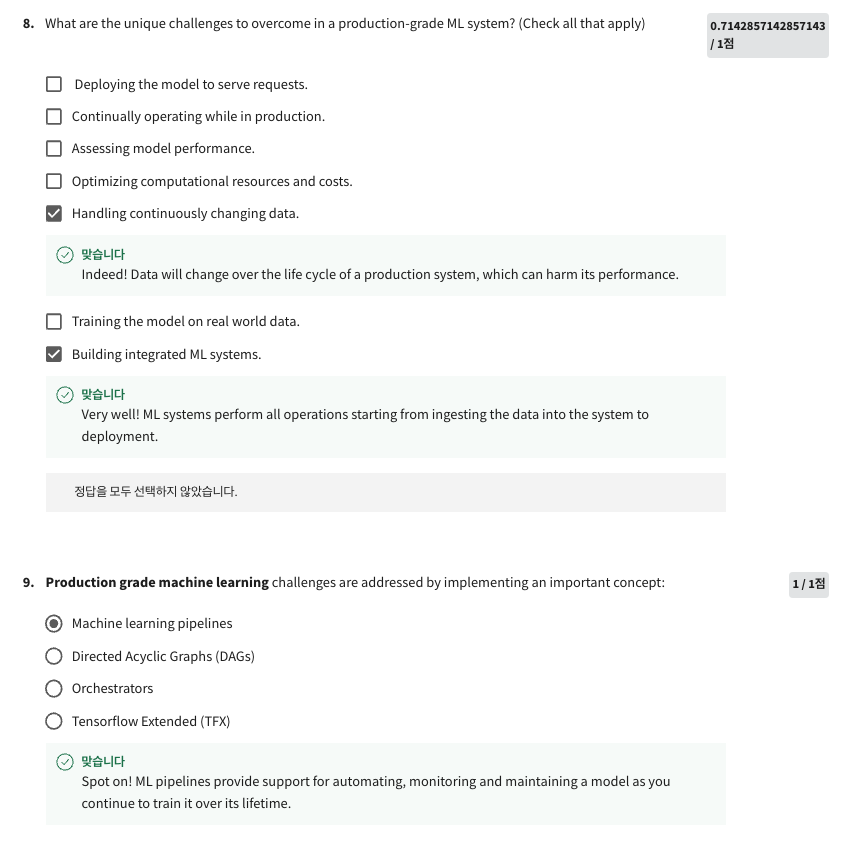 8. What are the unique challenges to overcome in a production-grade ML system? (Check all that apply)
0.7142857142857143
/ 1점
Deploying the model to serve requests.
Continually operating while in production.
Assessing model performance.
Optimizing computational resources and costs.
Handling continuously changing data.
맞습니다
Indeed! Data will change over the life cycle of a production system, which can harm its performance.
Training the model on real world data.
Building integrated ML systems.
맞습니다
Very well! ML systems perform all operations starting from ingesting the data into the system to
deployment.
정답을 모두 선택하지 않았습니다.
9. Production grade machine learning challenges are addressed by implementing an important concept:
1 / 1점
Machine learning pipelines
Directed Acyclic Graphs (DAGs)
Orchestrators
Tensorflow Extended (TFX)
맞습니다
Spot on! ML pipelines provide support for automating, monitoring and maintaining a model as you
continue to train it over its lifetime.